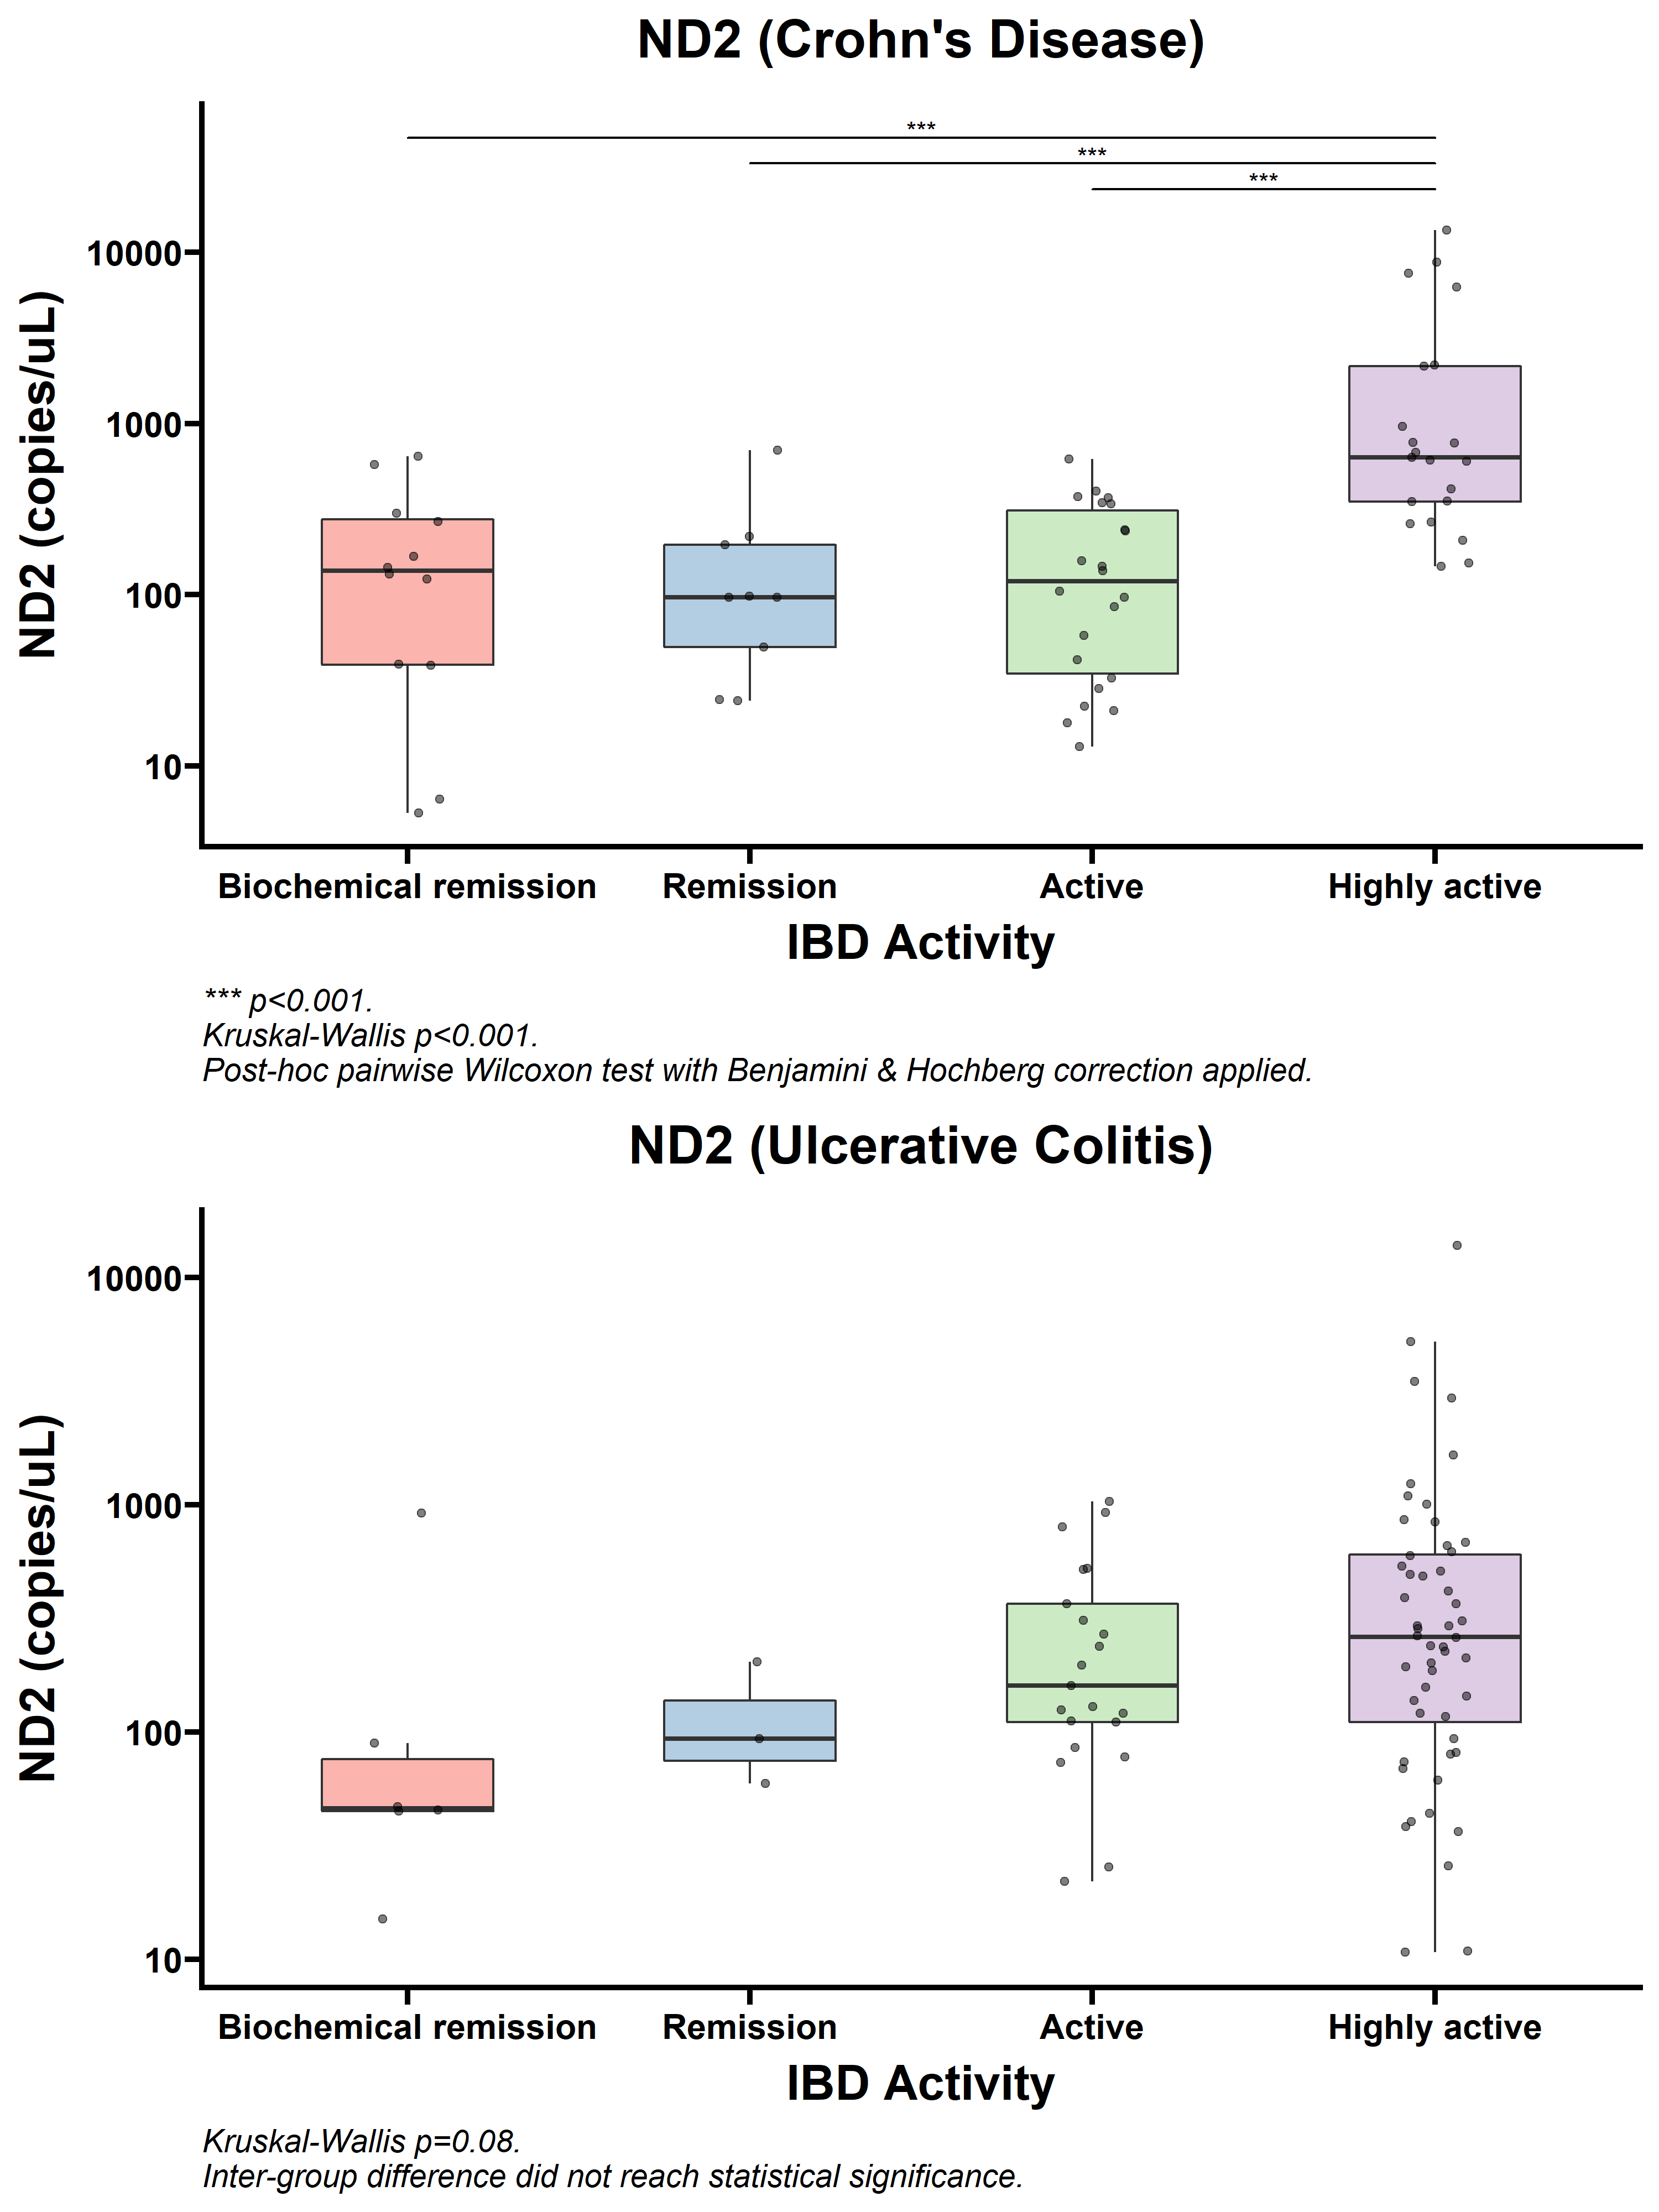 ND2 (Crohn's Disease)
***
***
***
10000
1000
100
10
ND2 (copies/uL)
Biochemical remission Remission Active Highly active
IBD Activity
*** p<0.001.
Kruskal-Wallis p<0.001.
Post-hoc pairwise Wilcoxon test with Benjamini & Hochberg correction applied.
ND2 (Ulcerative Colitis)
10000
1000
100
10
ND2 (copies/uL)
Biochemical remission Remission Active Highly active
IBD Activity
Kruskal-Wallis p=0.08.
Inter-group difference did not reach statistical significance.